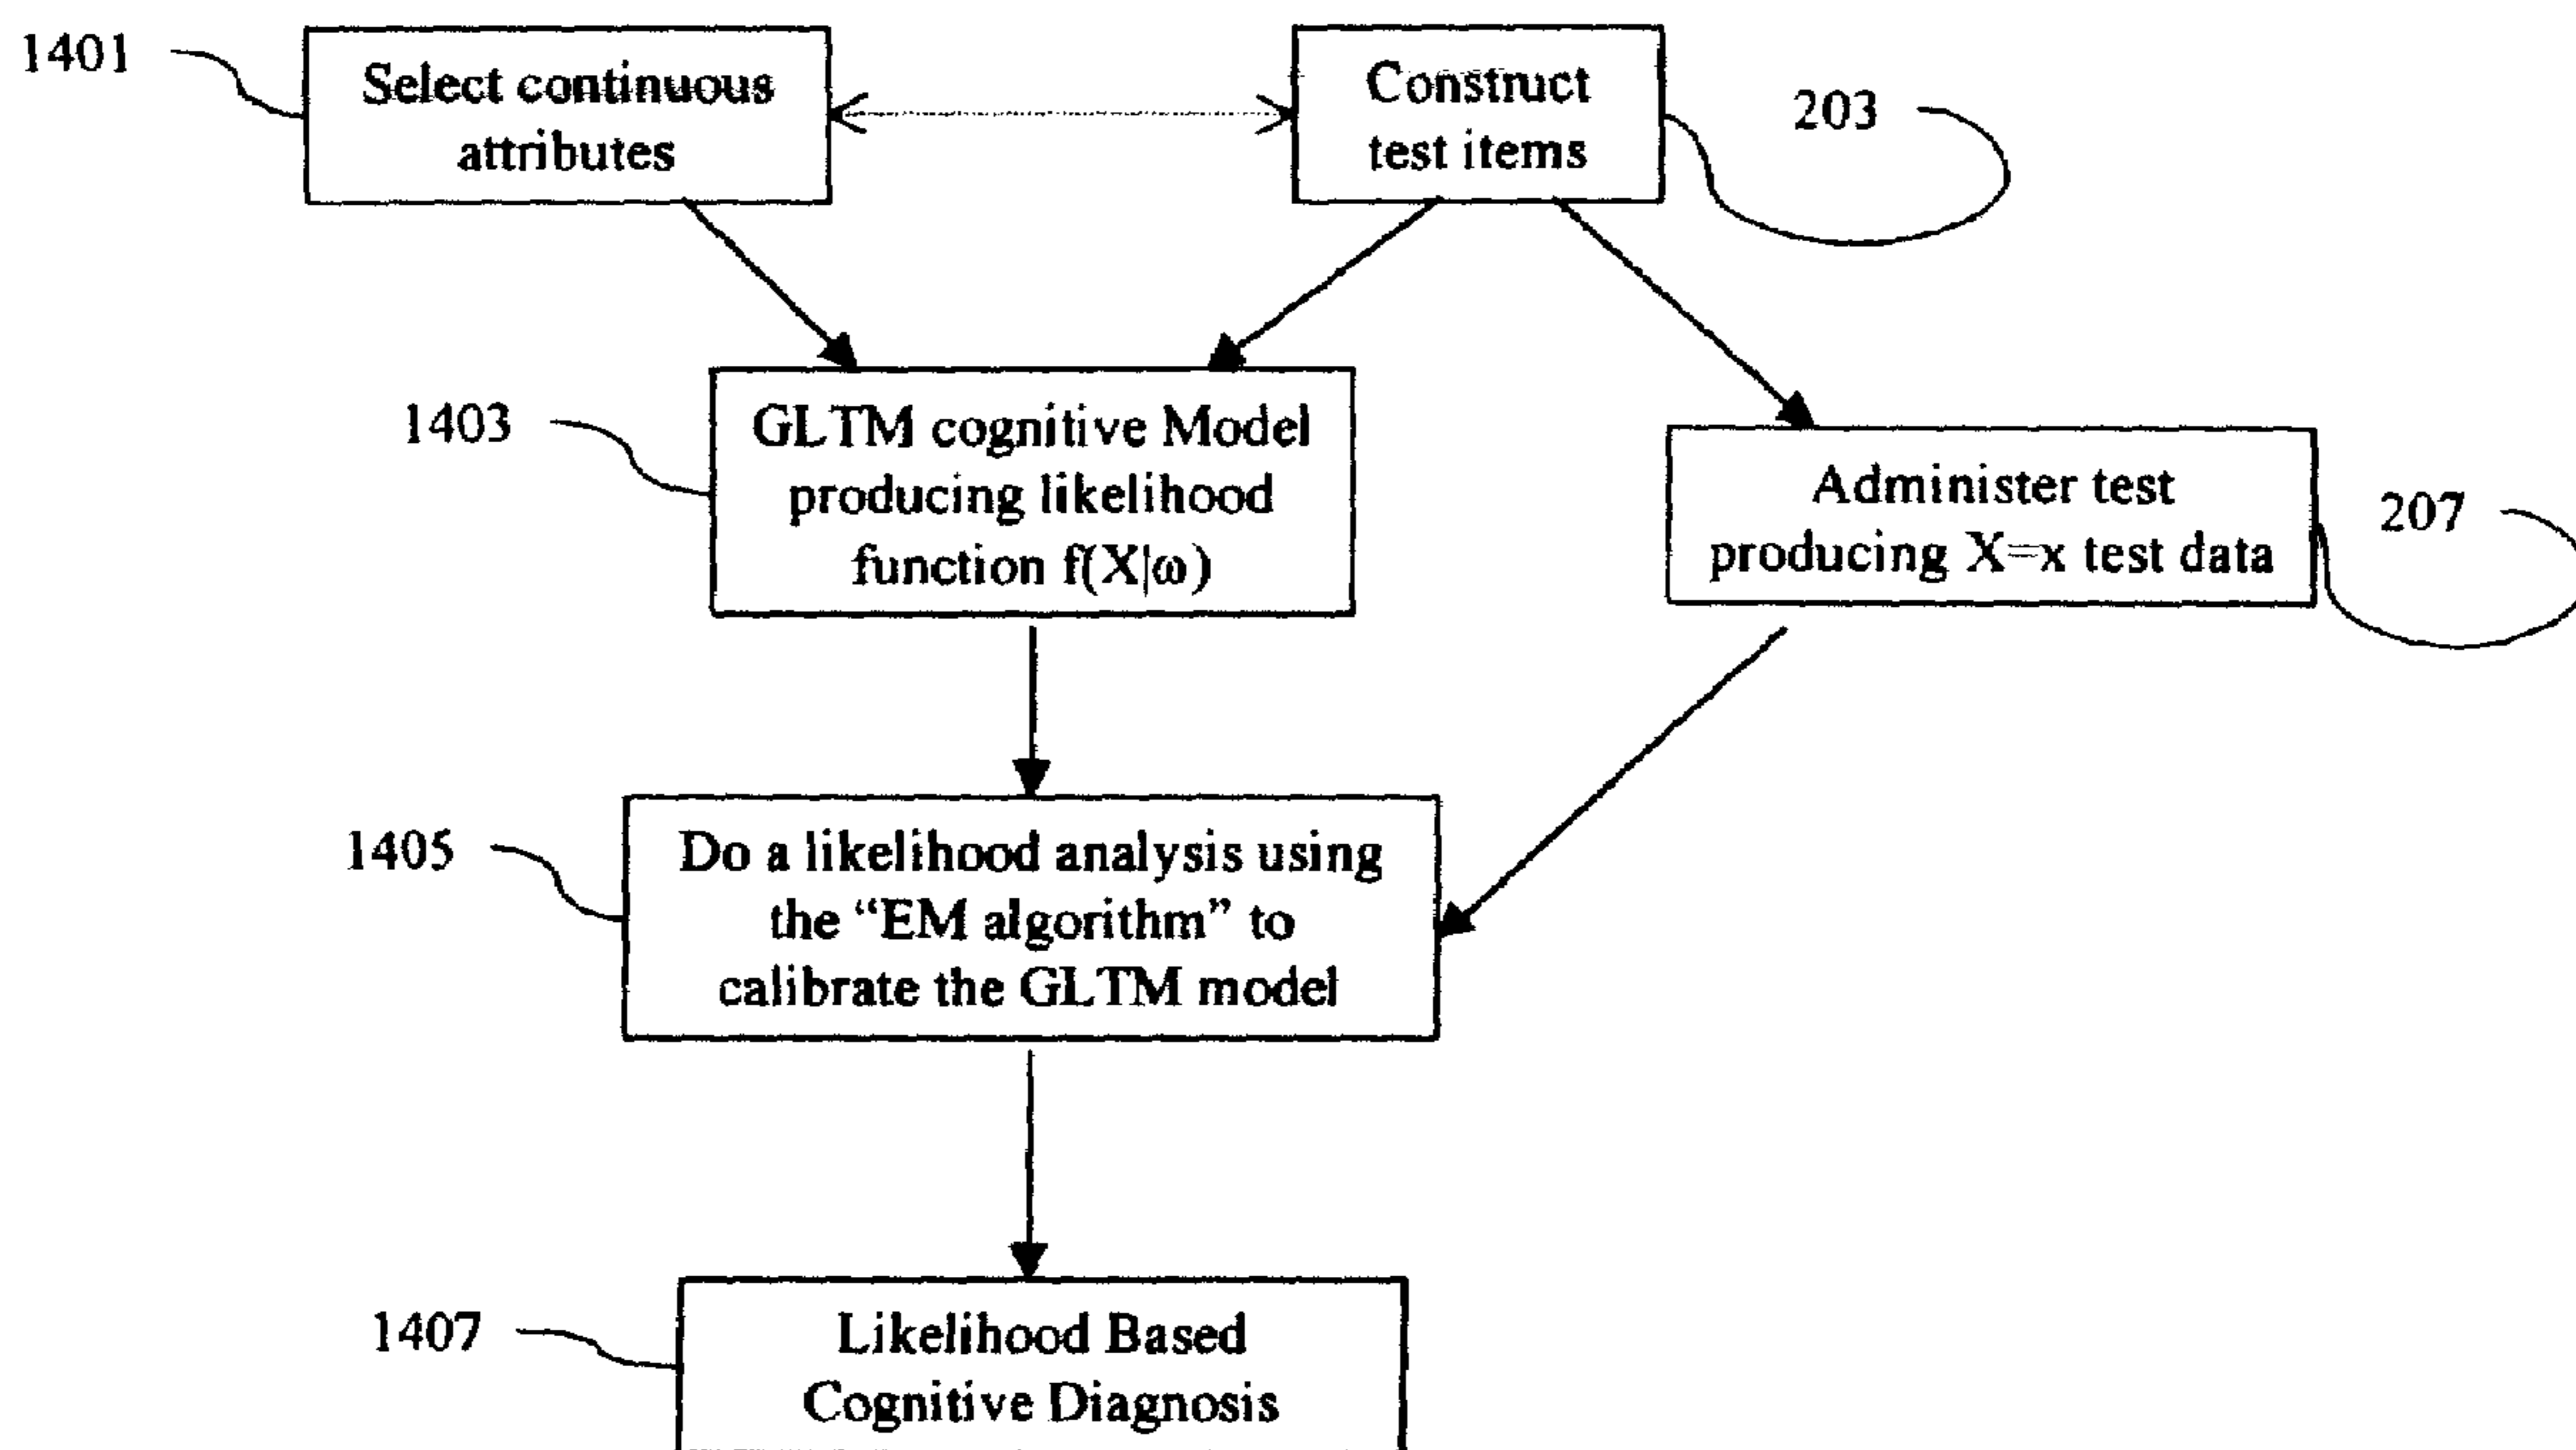 1401
Select continuous
attributes
Construct
test items
203
1403
GLTM cognitive Model
producing likelihood
function f(X|ω)
Administer test
producing X=x test data
207
1405
Do a likelihood analysis using
the “EM algorithm” to
calibrate the GLTM model
1407
Likelihood Based
Cognitive Diagnosis